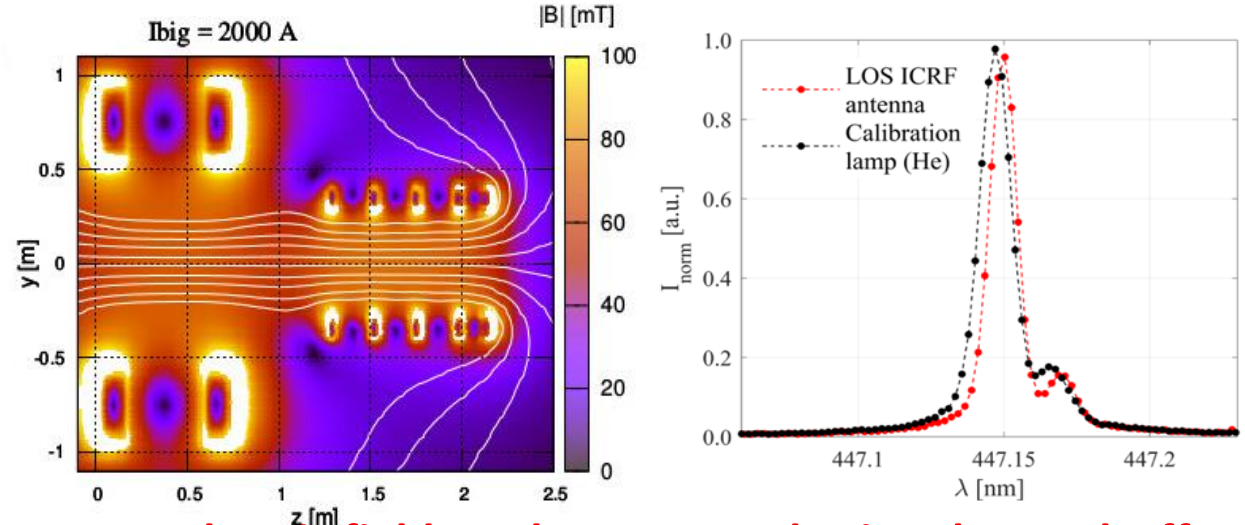 Ibig = 2000 A
|B| [mT]
100
80
60
40
20
0
1
0.5
0
-0.5
-1
y [m]
0
0.5
1
1.5
2
2.5
z [m]
1.0
0.8
0.6
0.4
0.2
0.0
I_norm [a.u.]
LOS ICRF
antenna
Calibration
lamp (He)
447.1
447.15
447.2
λ [nm]